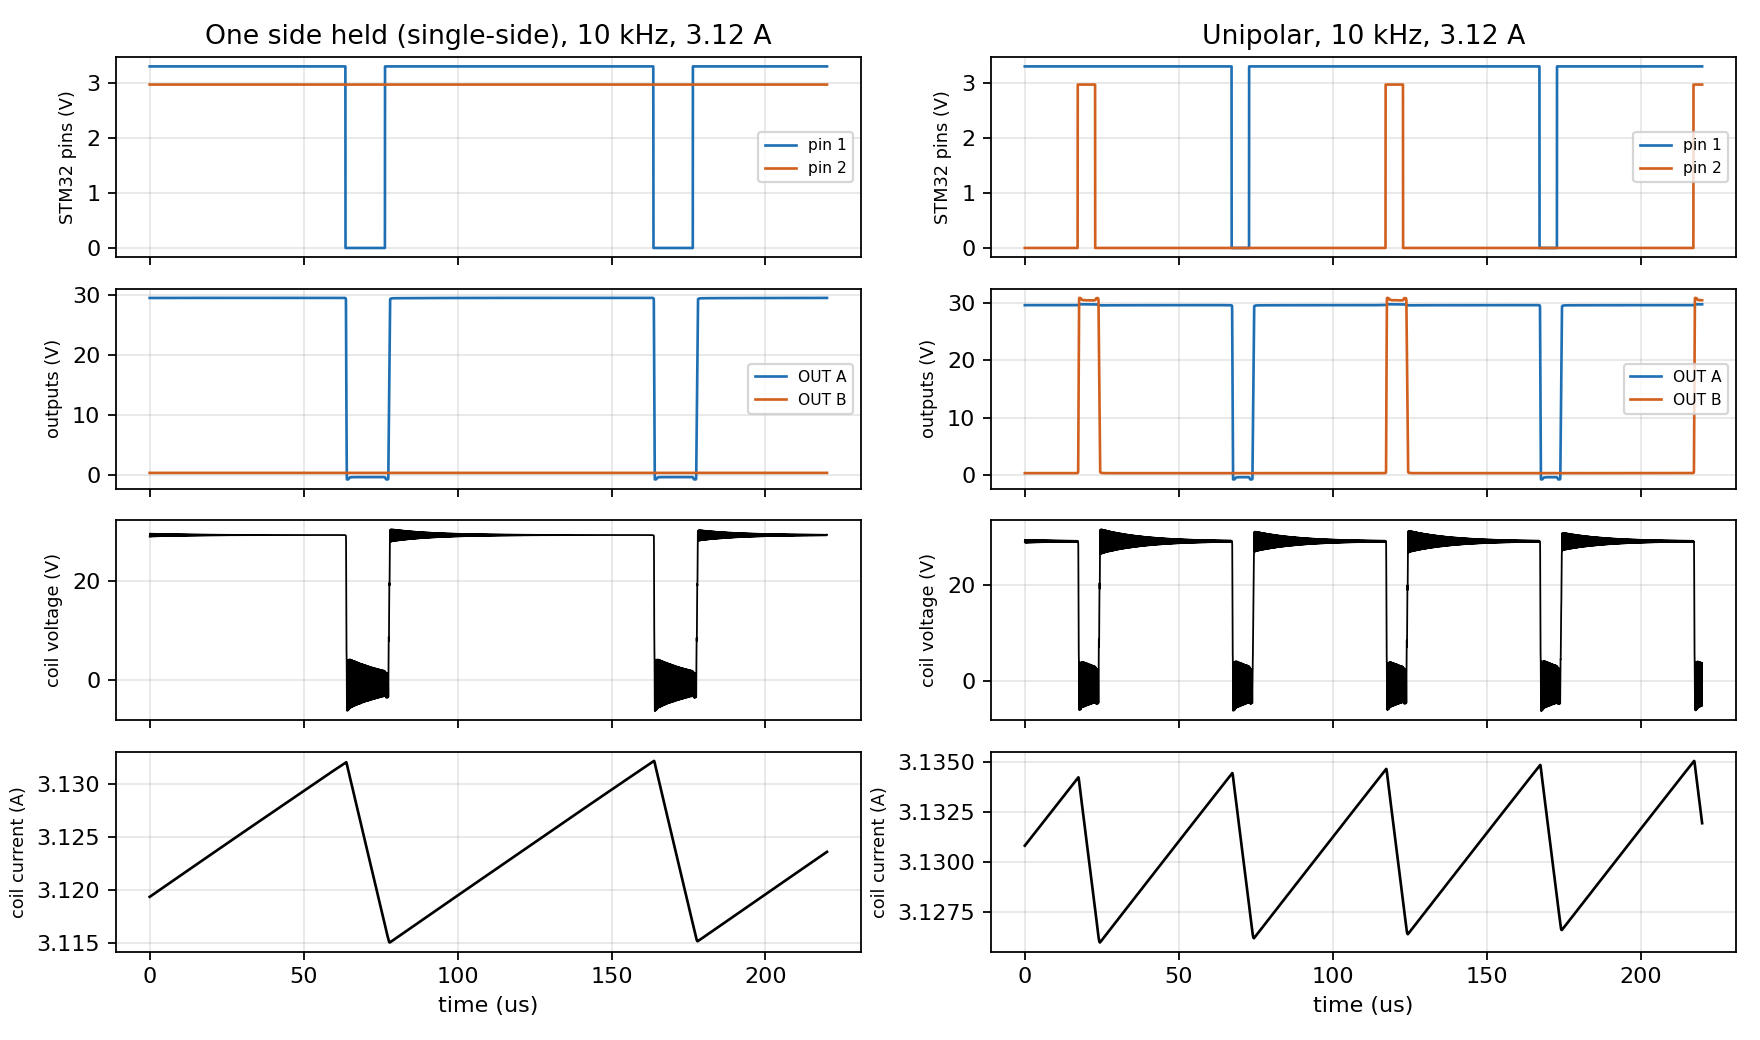 One side held (single-side), 10 kHz, 3.12 A
STM32 pins (V)
3
2
1
0
pin 1
pin 2
outputs (V)
30
20
10
0
OUT A
OUT B
coil voltage (V)
20
0
coil current (A)
3.130
3.125
3.120
3.115
0
50
100
150
200
time (us)
Unipolar, 10 kHz, 3.12 A
STM32 pins (V)
3
2
1
0
pin 1
pin 2
outputs (V)
30
20
10
0
OUT A
OUT B
coil voltage (V)
20
0
coil current (A)
3.1350
3.1325
3.1300
3.1275
0
50
100
150
200
time (us)